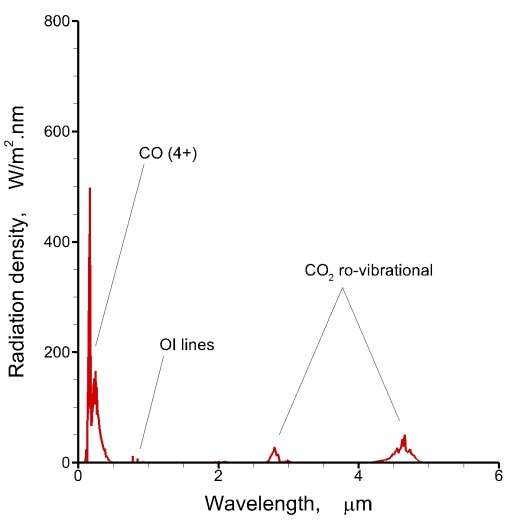 800
600
400
200
0
0
2
4
6
Radiation density, W/m².nm
CO (4+)
OI lines
CO₂ ro-vibrational
Wavelength, μm